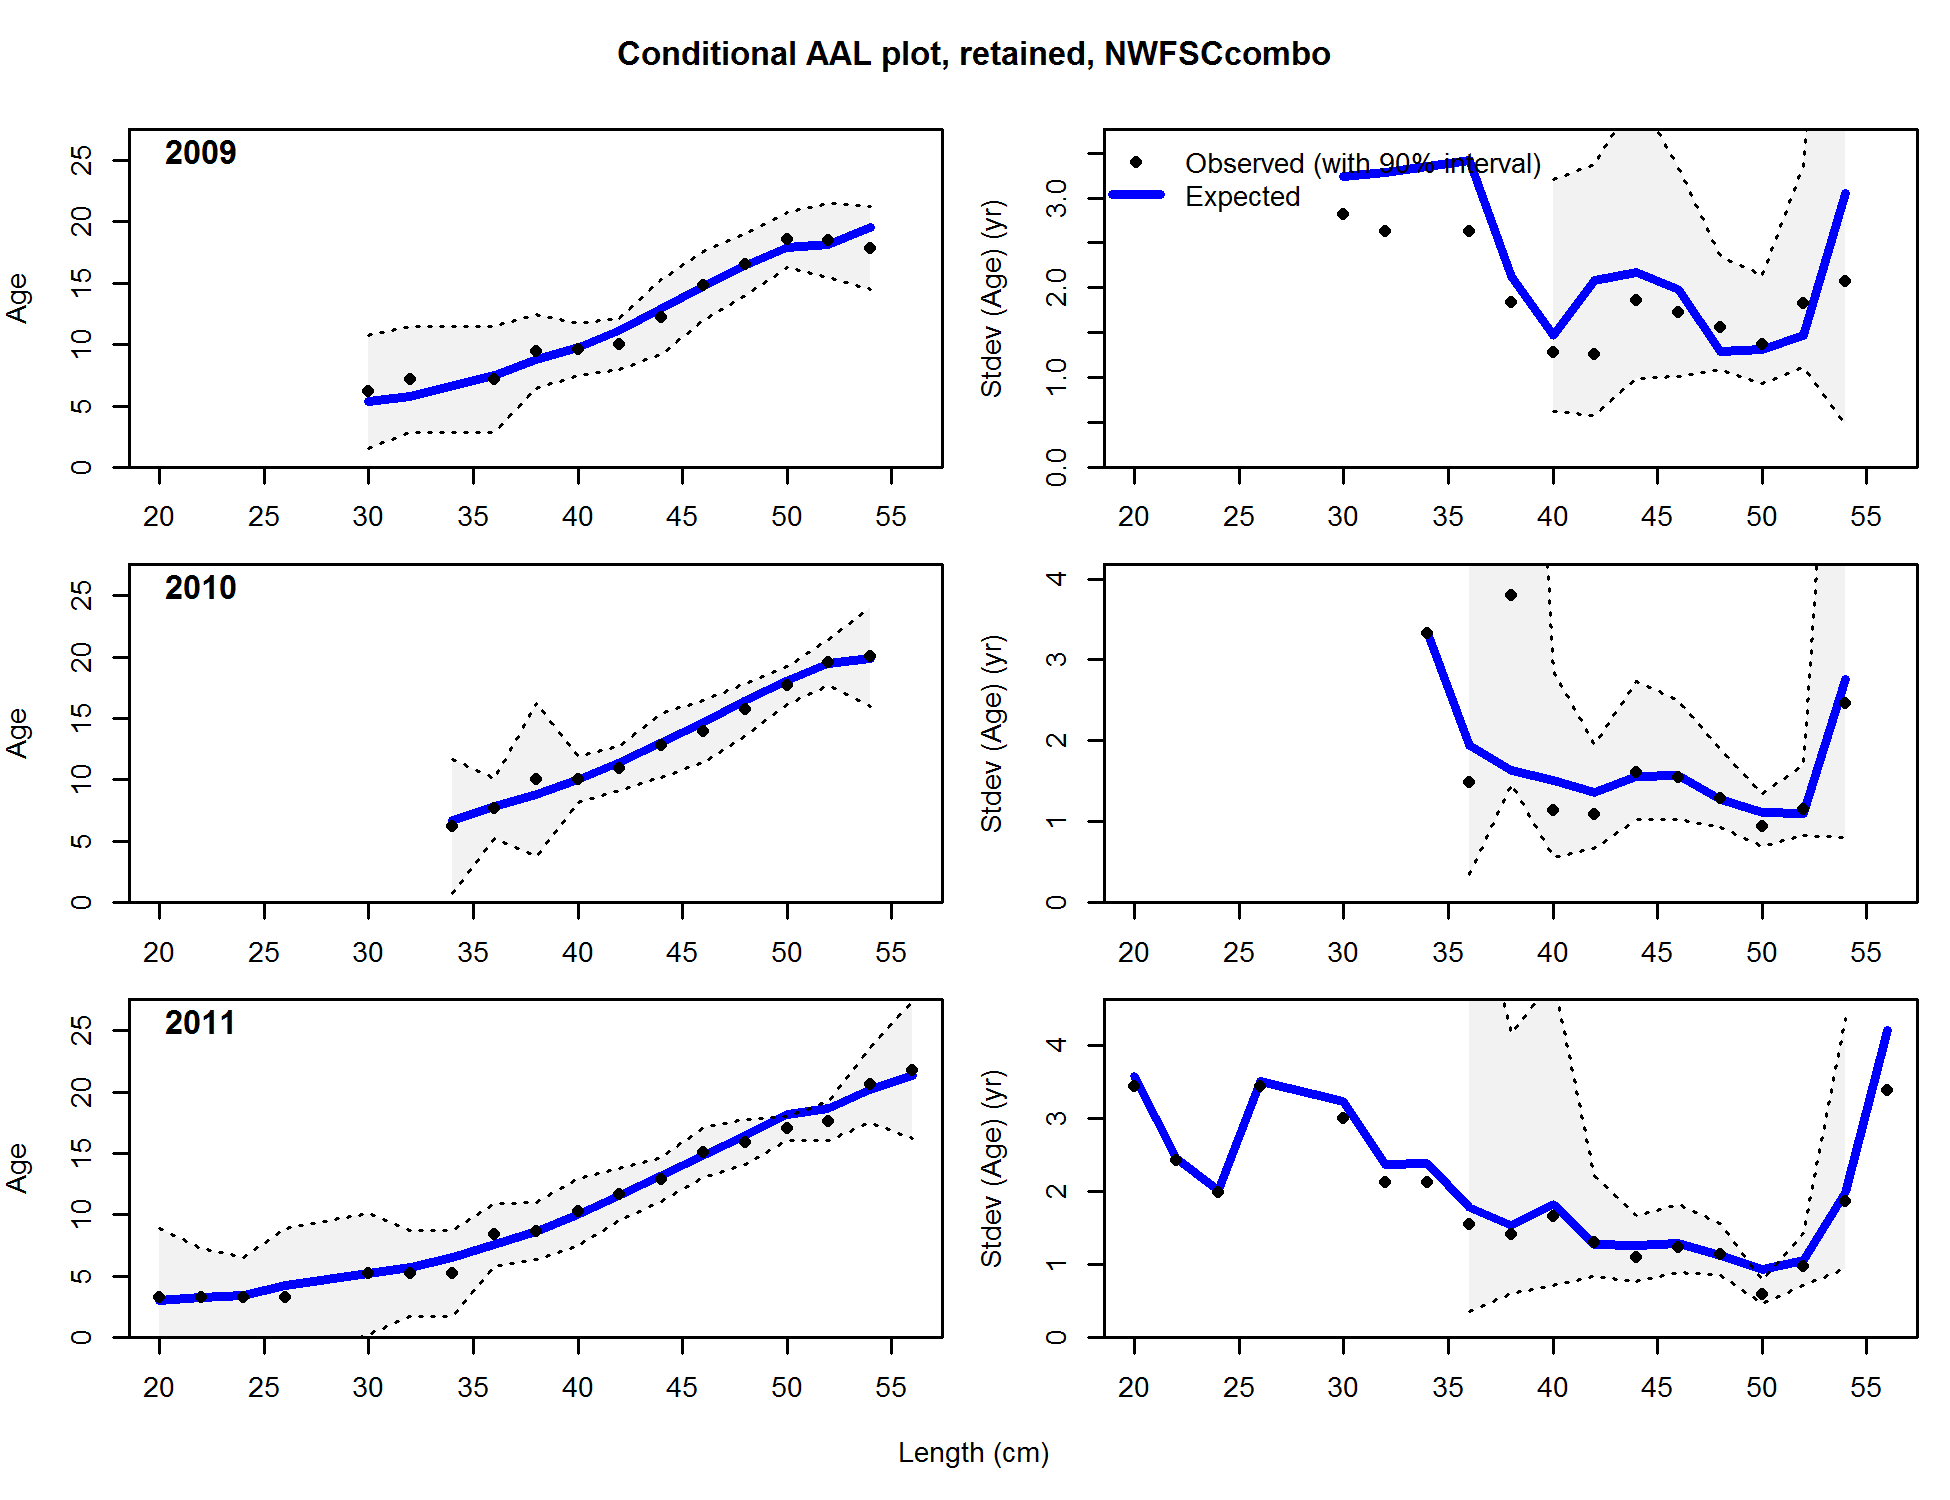 Conditional AAL plot, retained, NWFSCcombo
2009
Age
0 5 10 15 20 25
20 25 30 35 40 45 50 55
Observed (with 90% interval)
Expected
Stdev (Age) (yr)
0.0 1.0 2.0 3.0
20 25 30 35 40 45 50 55
2010
Age
0 5 10 15 20 25
20 25 30 35 40 45 50 55
Stdev (Age) (yr)
0 1 2 3 4
20 25 30 35 40 45 50 55
2011
Age
0 5 10 15 20 25
20 25 30 35 40 45 50 55
Stdev (Age) (yr)
0 1 2 3 4
20 25 30 35 40 45 50 55
Length (cm)